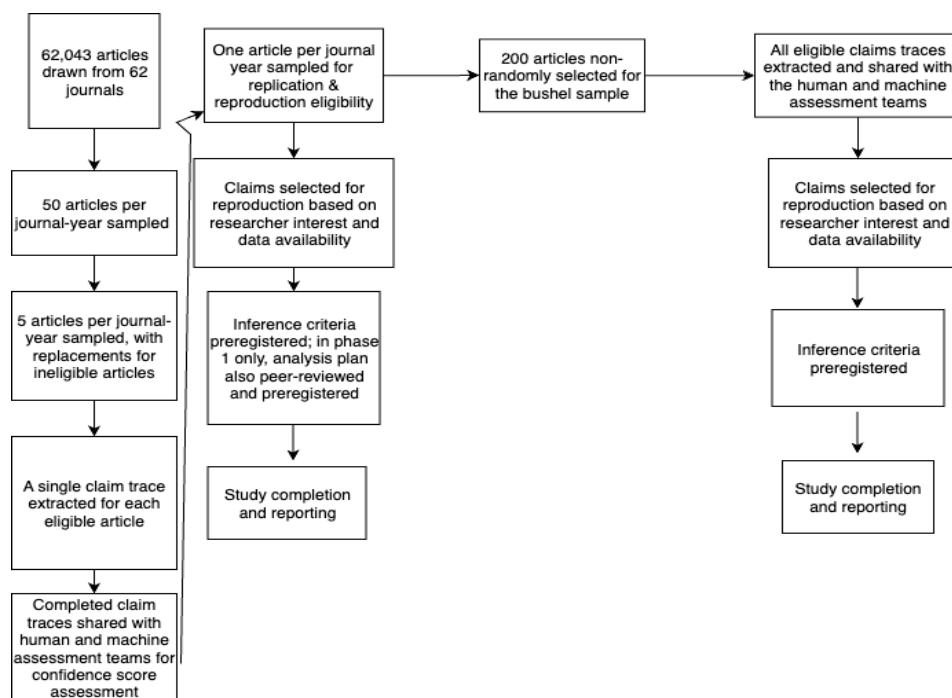 62,043 articles
drawn from 62
journals
50 articles per
journal-year sampled
5 articles per journal-
year sampled, with
replacements for
ineligible articles
A single claim trace
extracted for each
eligible article
Completed claim
traces shared with
human and machine
assessment teams for
confidence score
assessment
One article per journal
year sampled for
replication &
reproduction eligibility
Claims selected for
reproduction based on
researcher interest and
data availability
Inference criteria
preregistered; in phase
1 only, analysis plan
also peer-reviewed
and preregistered
Study completion
and reporting
200 articles non-
randomly selected for
the bushel sample
All eligible claims traces
extracted and shared with
the human and machine
assessment teams
Claims selected for
reproduction based on
researcher interest and
data availability
Inference criteria
preregistered
Study completion
and reporting